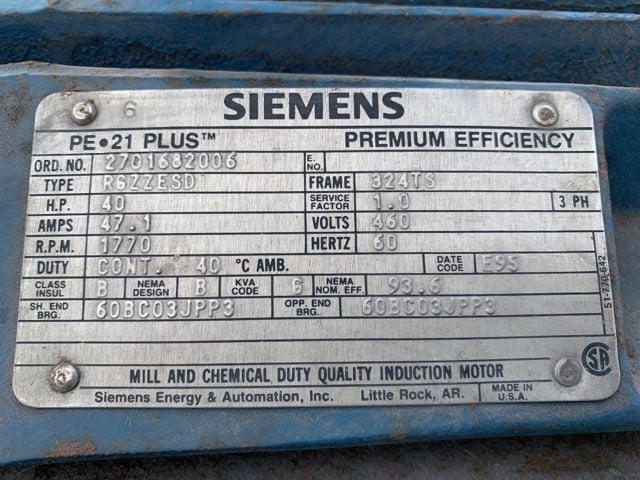 6
SIEMENS
PE•21 PLUS™ PREMIUM EFFICIENCY
ORD. NO. 2701682006 E. NO.
TYPE RGZZESD FRAME 324TS
H.P. 40 SERVICE FACTOR 1.0 3 PH
AMPS 47.1 VOLTS 460
R.P.M. 1770 HERTZ 60
DUTY CONT. 40 °C AMB. DATE CODE E95
CLASS INSUL B NEMA DESIGN B KVA CODE G NEMA NOM. EFF. 93.6
SH. END BRG. 60BC03JPP3 OPP. END BRG. 60BC03JPP3
51-770-642
MILL AND CHEMICAL DUTY QUALITY INDUCTION MOTOR
Siemens Energy & Automation, Inc. Little Rock, AR. MADE IN U.S.A.